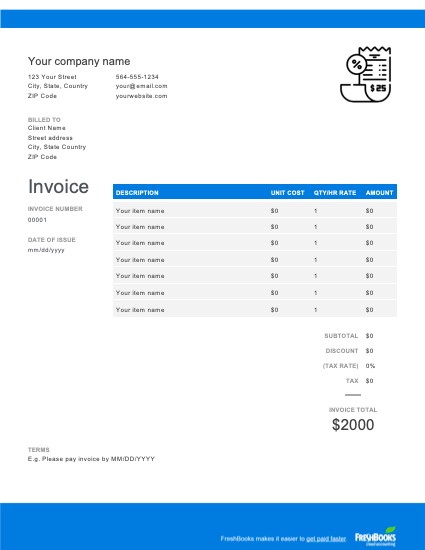 Your company name
123 Your Street 564-555-1234
City, State, Country your@email.com
ZIP Code yourwebsite.com
%
$ 25
BILLED TO
Client Name
Street address
City, State Country
ZIP Code
Invoice
INVOICE NUMBER
00001
DATE OF ISSUE
mm/dd/yyyy
DESCRIPTION UNIT COST QTY/HR RATE AMOUNT
Your item name $0 1 $0
Your item name $0 1 $0
Your item name $0 1 $0
Your item name $0 1 $0
Your item name $0 1 $0
Your item name $0 1 $0
Your item name $0 1 $0
SUBTOTAL $0
DISCOUNT $0
(TAX RATE) 0%
TAX $0
INVOICE TOTAL
$2000
TERMS
E.g. Please pay invoice by MM/DD/YYYY
FreshBooks makes it easier to get paid faster.
FRESHBOOKS
cloud accounting